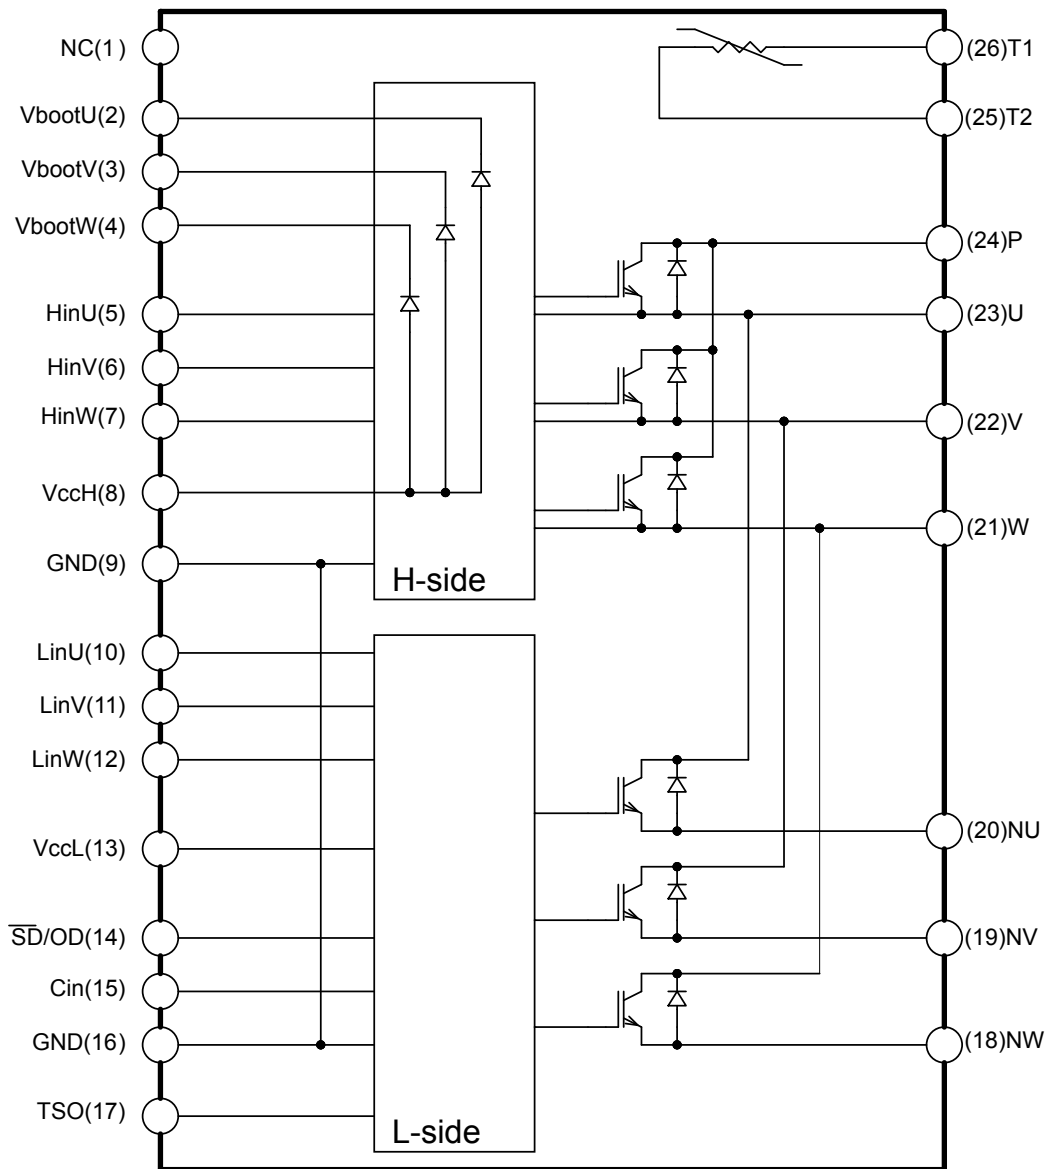 NC(1)
VbootU(2)
VbootV(3)
VbootW(4)
HinU(5)
HinV(6)
HinW(7)
VccH(8)
GND(9)
LinU(10)
LinV(11)
LinW(12)
VccL(13)
S̅D̅/OD(14)
Cin(15)
GND(16)
TSO(17)
H-side
L-side
(26)T1
(25)T2
(24)P
(23)U
(22)V
(21)W
(20)NU
(19)NV
(18)NW